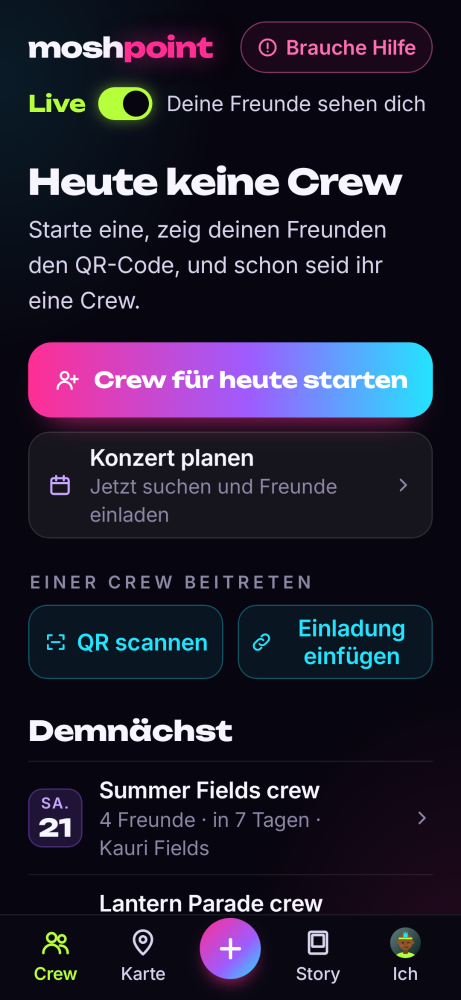 moshpoint
Brauche Hilfe
Live
Deine Freunde sehen dich
Heute keine Crew
Starte eine, zeig deinen Freunden
den QR-Code, und schon seid ihr
eine Crew.
Crew für heute starten
Konzert planen
Jetzt suchen und Freunde
einladen
EINER CREW BEITRETEN
QR scannen
Einladung
einfügen
Demnächst
SA.
21
Summer Fields crew
4 Freunde · in 7 Tagen ·
Kauri Fields
Lantern Parade crew
Crew
Karte
Story
Ich